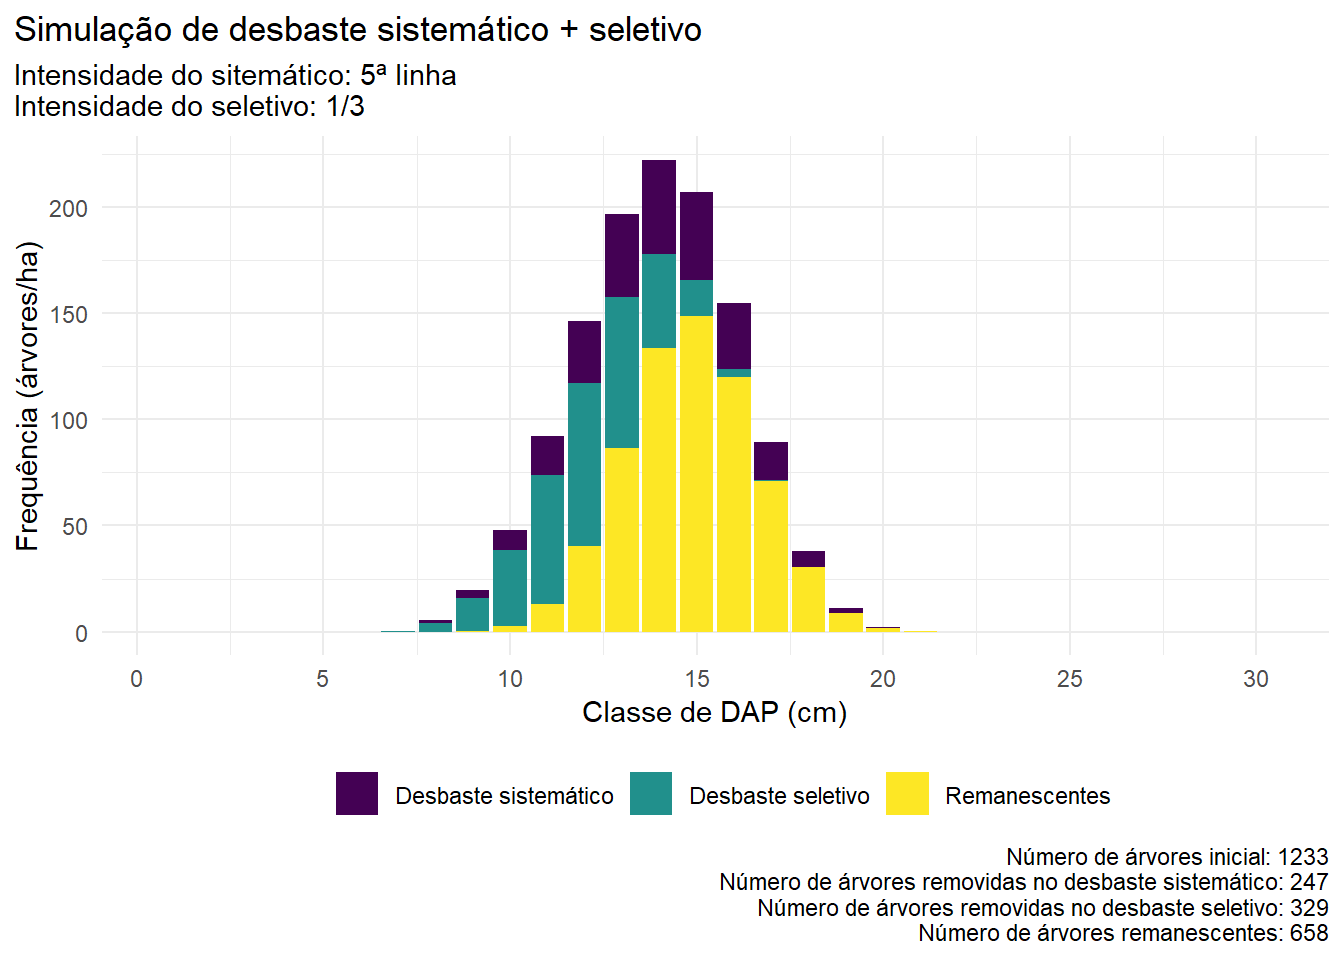 Simulação de desbaste sistemático + seletivo
Intensidade do sitemático: 5ª linha
Intensidade do seletivo: 1/3
Frequência (árvores/ha)
200
150
100
50
0
0 5 10 15 20 25 30
Classe de DAP (cm)
Desbaste sistemático Desbaste seletivo Remanescentes
Número de árvores inicial: 1233
Número de árvores removidas no desbaste sistemático: 247
Número de árvores removidas no desbaste seletivo: 329
Número de árvores remanescentes: 658